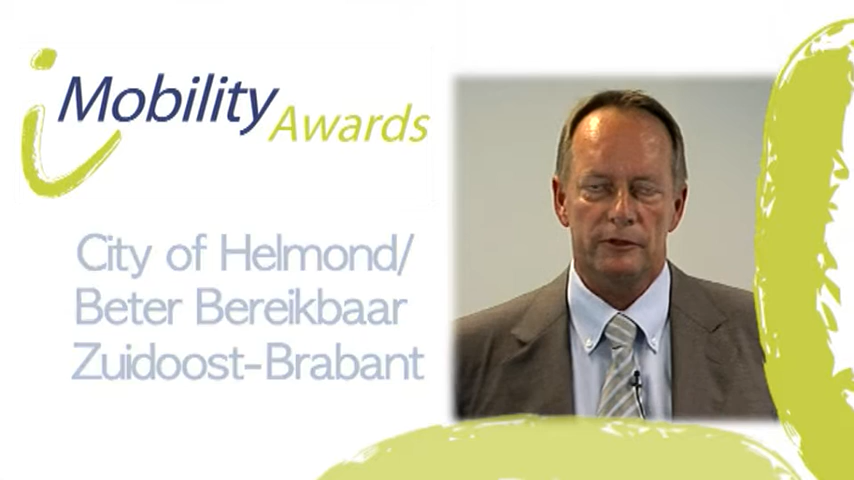 i Mobility Awards
City of Helmond/
Beter Bereikbaar
Zuidoost-Brabant